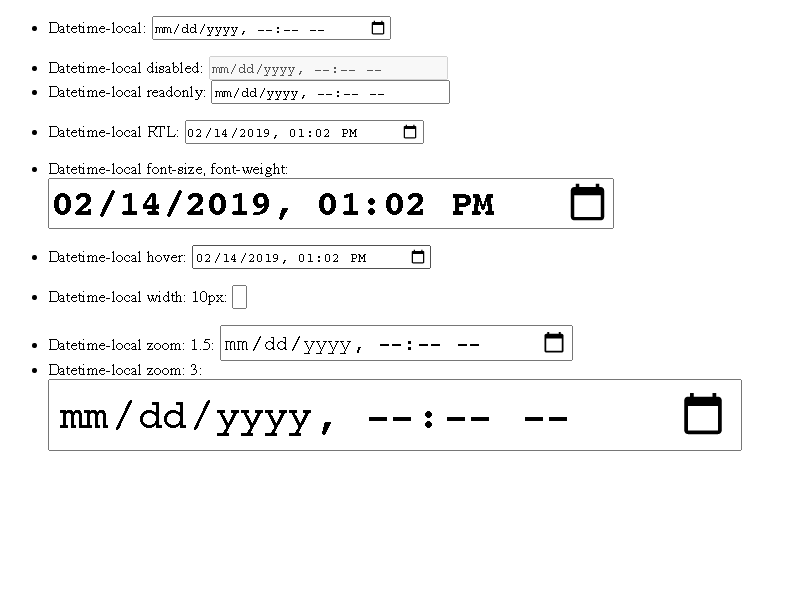 Datetime-local: mm/dd/yyyy, --:-- --
Datetime-local disabled: mm/dd/yyyy, --:-- --
Datetime-local readonly: mm/dd/yyyy, --:-- --
Datetime-local RTL: 02/14/2019, 01:02 PM
Datetime-local font-size, font-weight:
02/14/2019, 01:02 PM
Datetime-local hover: 02/14/2019, 01:02 PM
Datetime-local width: 10px:
Datetime-local zoom: 1.5: mm/dd/yyyy, --:-- --
Datetime-local zoom: 3:
mm/dd/yyyy, --:-- --